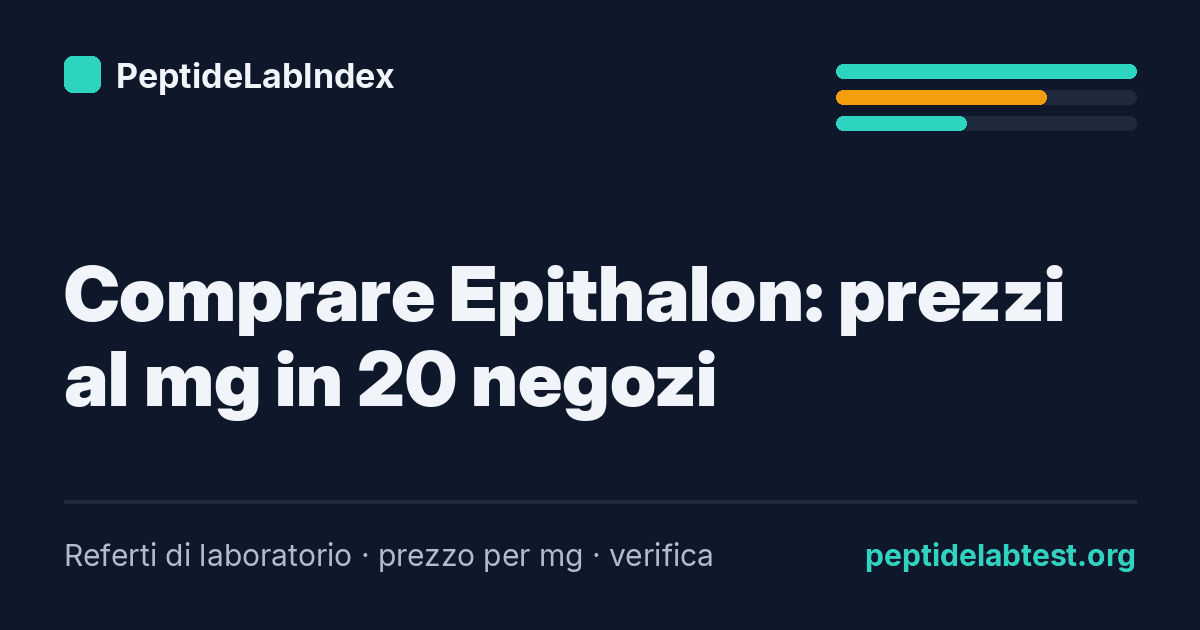 PeptideLabIndex
Comprare Epithalon: prezzi
al mg in 20 negozi
Referti di laboratorio · prezzo per mg · verifica
peptidelabtest.org